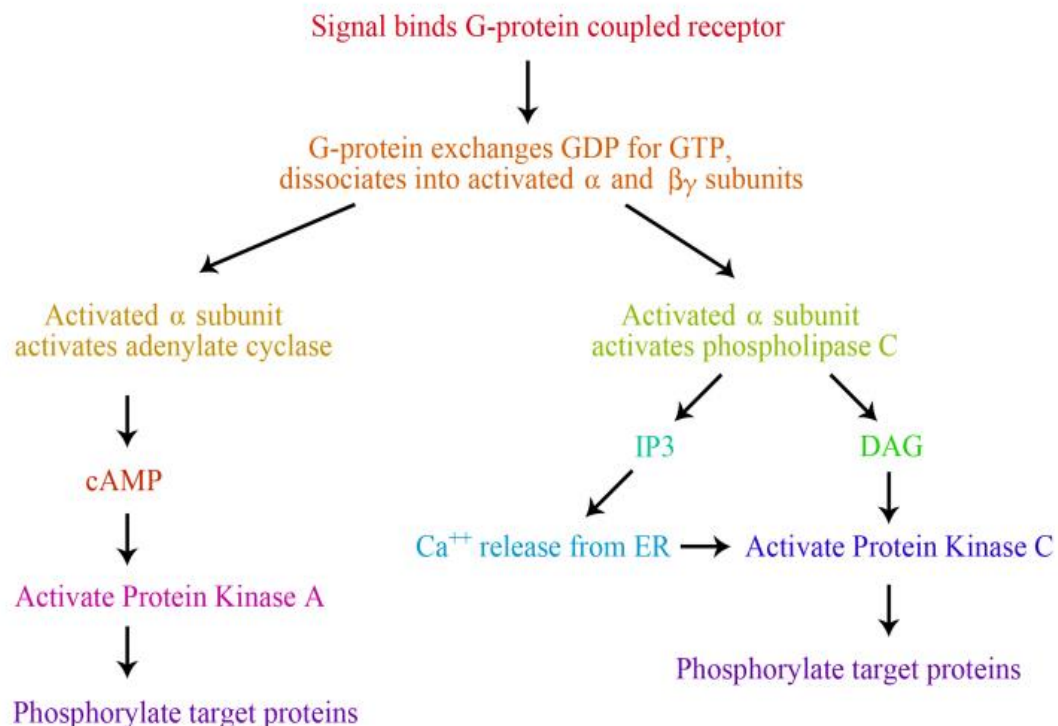 Signal binds G-protein coupled receptor
G-protein exchanges GDP for GTP,
dissociates into activated α and βγ subunits
Activated α subunit
activates adenylate cyclase
Activated α subunit
activates phospholipase C
IP3
DAG
cAMP
Ca⁺⁺ release from ER
Activate Protein Kinase C
Activate Protein Kinase A
Phosphorylate target proteins
Phosphorylate target proteins